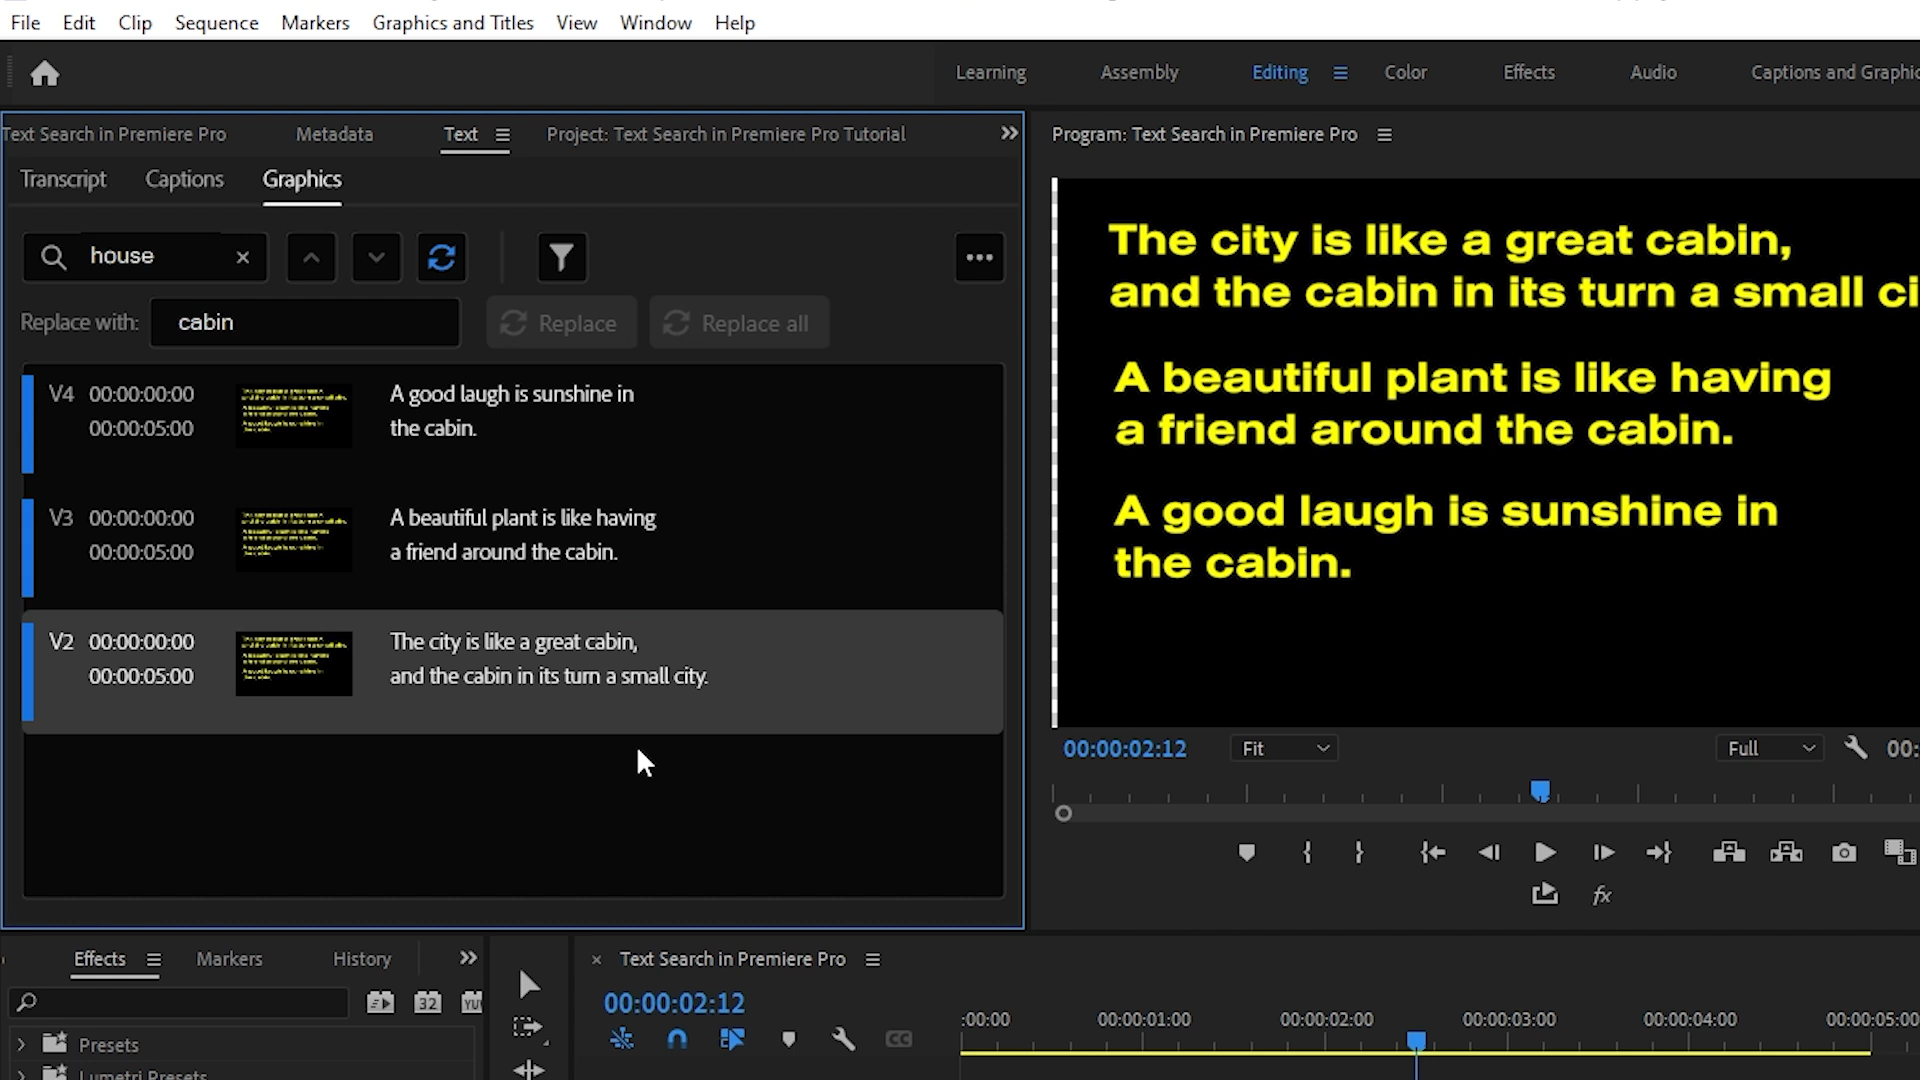 File Edit Clip Sequence Markers Graphics and Titles View Window Help
Learning Assembly Editing Color Effects Audio Captions and Graphic
Text Search in Premiere Pro Metadata Text Project: Text Search in Premiere Pro Tutorial
Transcript Captions Graphics
house
Replace with: cabin Replace Replace all
V4 00:00:00:00 A good laugh is sunshine in
00:00:05:00 the cabin.
V3 00:00:00:00 A beautiful plant is like having
00:00:05:00 a friend around the cabin.
V2 00:00:00:00 The city is like a great cabin,
00:00:05:00 and the cabin in its turn a small city.
Program: Text Search in Premiere Pro
The city is like a great cabin,
and the cabin in its turn a small ci
A beautiful plant is like having
a friend around the cabin.
A good laugh is sunshine in
the cabin.
00:00:02:12 Fit Full 00:
fx
Effects Markers History
32 YU
Presets
Lumetri Presets
Text Search in Premiere Pro
00:00:02:12
CC
:00:00 00:00:01:00 00:00:02:00 00:00:03:00 00:00:04:00 00:00:05:00